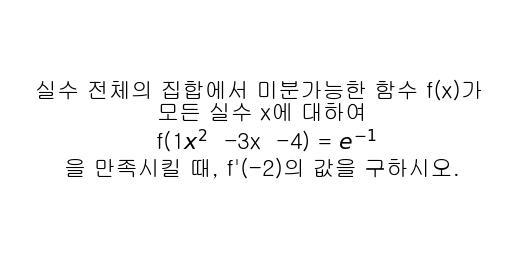 실수 전체의 집합에서 미분가능한 함수 f(x)가
모든 실수 x에 대하여
f(1x² −3x −4) = e⁻¹
을 만족시킬 때, f'(−2)의 값을 구하시오.